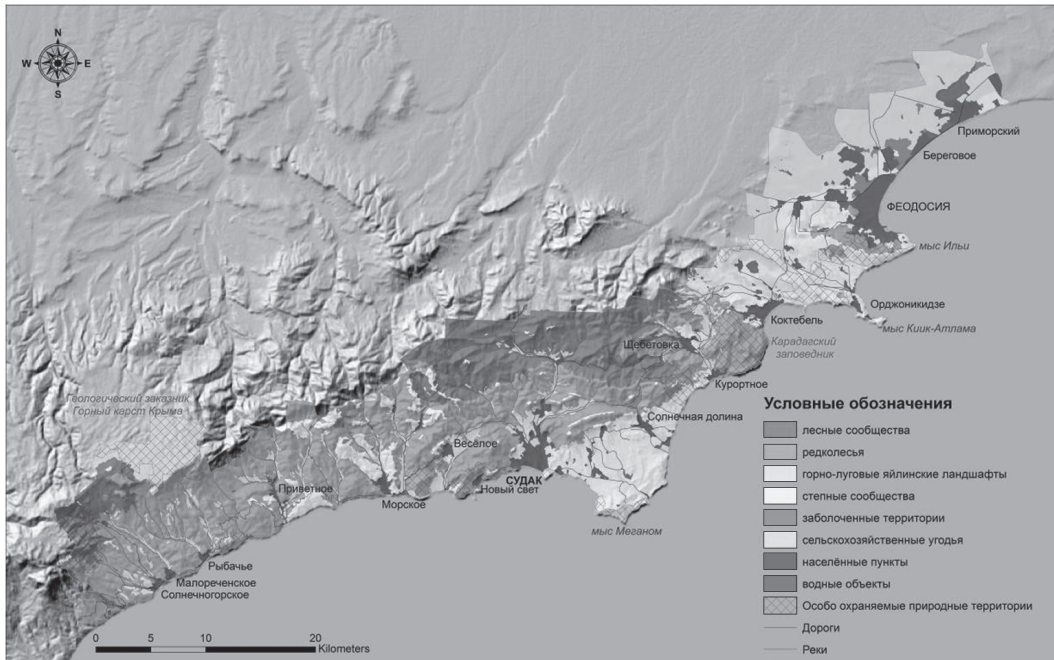 N
W E
S
Приморский
Береговое
ФЕОДОСИЯ
мыс Ильи
Орджоникидзе
Коктебель
мыс Киик-Атлама
Щебетовка
Карадагский
заповедник
Курортное
Геологический заказник
Горный карст Крыма
Солнечная долина
Весёлое
СУДАК
Новый свет
Приветное
Морское
мыс Меганом
Рыбачье
Малореченское
Солнечногорское
0 5 10 20
Kilometers
Условные обозначения
лесные сообщества
редколесья
горно-луговые яйлинские ландшафты
степные сообщества
заболоченные территории
сельскохозяйственные угодья
населённые пункты
водные объекты
Особо охраняемые природные территории
Дороги
Реки